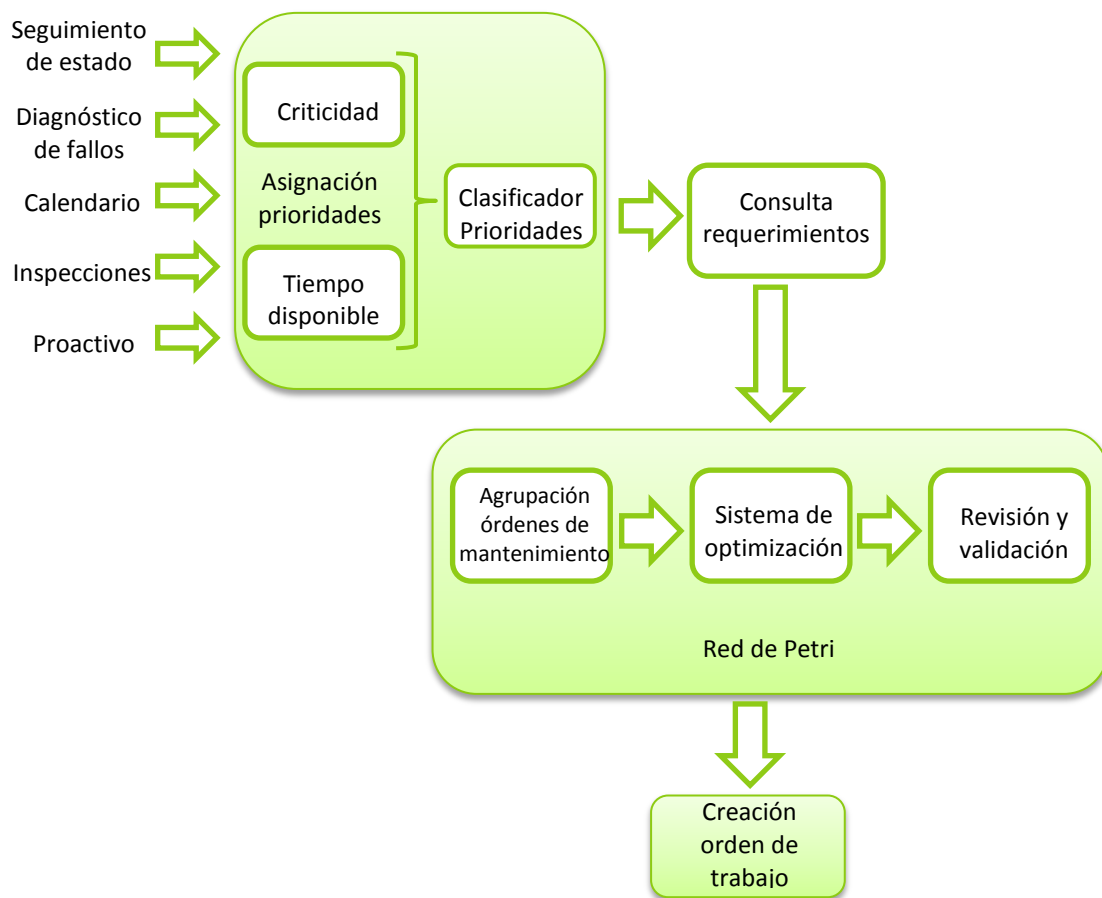 Seguimiento
de estado
Diagnóstico
de fallos
Calendario
Inspecciones
Proactivo
Criticidad
Asignación
prioridades
Tiempo
disponible
Clasificador
Prioridades
Consulta
requerimientos
Agrupación
órdenes de
mantenimiento
Sistema de
optimización
Revisión y
validación
Red de Petri
Creación
orden de
trabajo